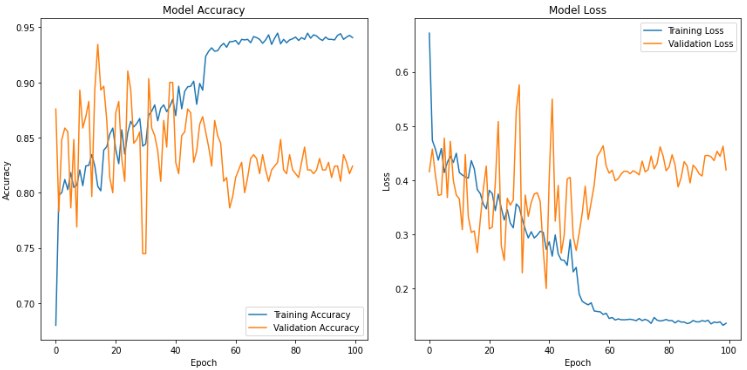 Model Accuracy
0.95
0.90
0.85
0.80
0.75
0.70
Accuracy
0
20
40
60
80
100
Epoch
Training Accuracy
Validation Accuracy
Model Loss
0.6
0.5
0.4
0.3
0.2
Loss
0
20
40
60
80
100
Epoch
Training Loss
Validation Loss